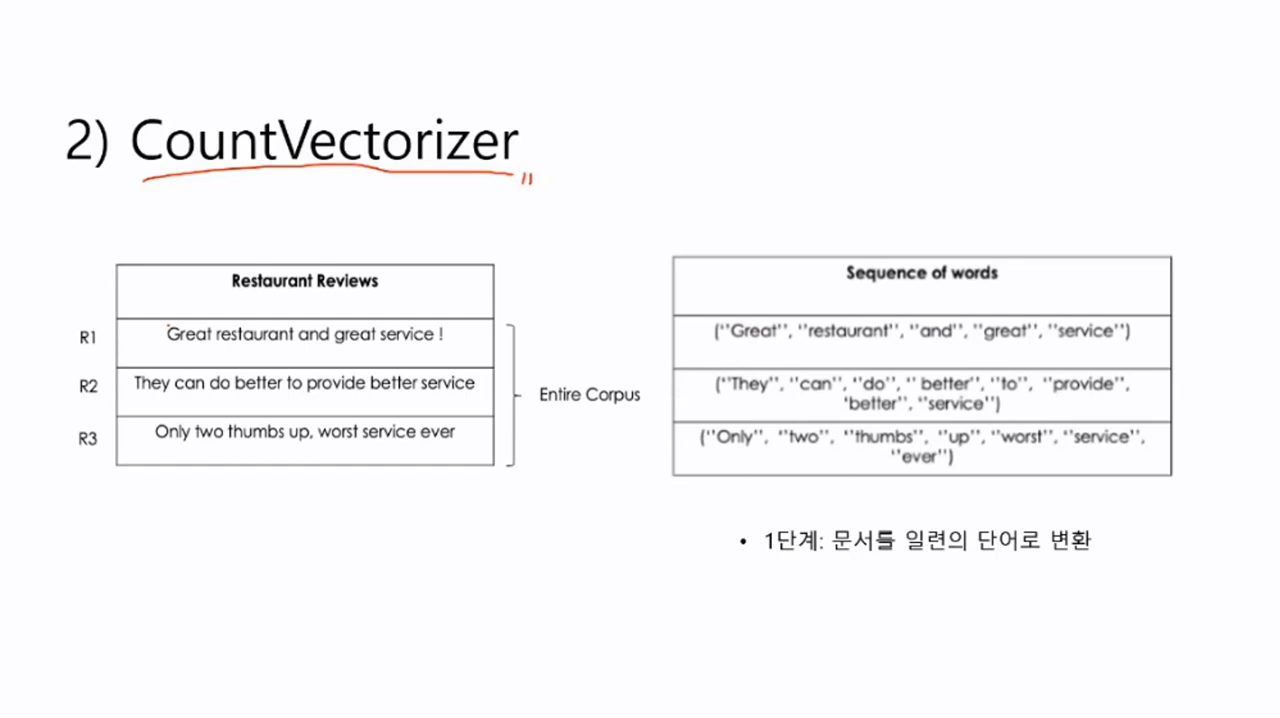 2) CountVectorizer
Restaurant Reviews
R1 Great restaurant and great service !
R2 They can do better to provide better service
R3 Only two thumbs up, worst service ever
Entire Corpus
Sequence of words
(‘’Great’’, ‘’restaurant’’, ‘’and’’, ‘’great’’, ‘’service’’)
(‘’They’’, ‘’can’’, ‘’do’’, ‘’ better’’, ‘’to’’, ‘’provide’’,
‘better’’, ‘’service’’)
(‘’Only’’, ‘’two’’, ‘’thumbs’’, ‘’up’’, ‘’worst’’, ‘’service’’,
‘’ever’’)
• 1단계: 문서를 일련의 단어로 변환